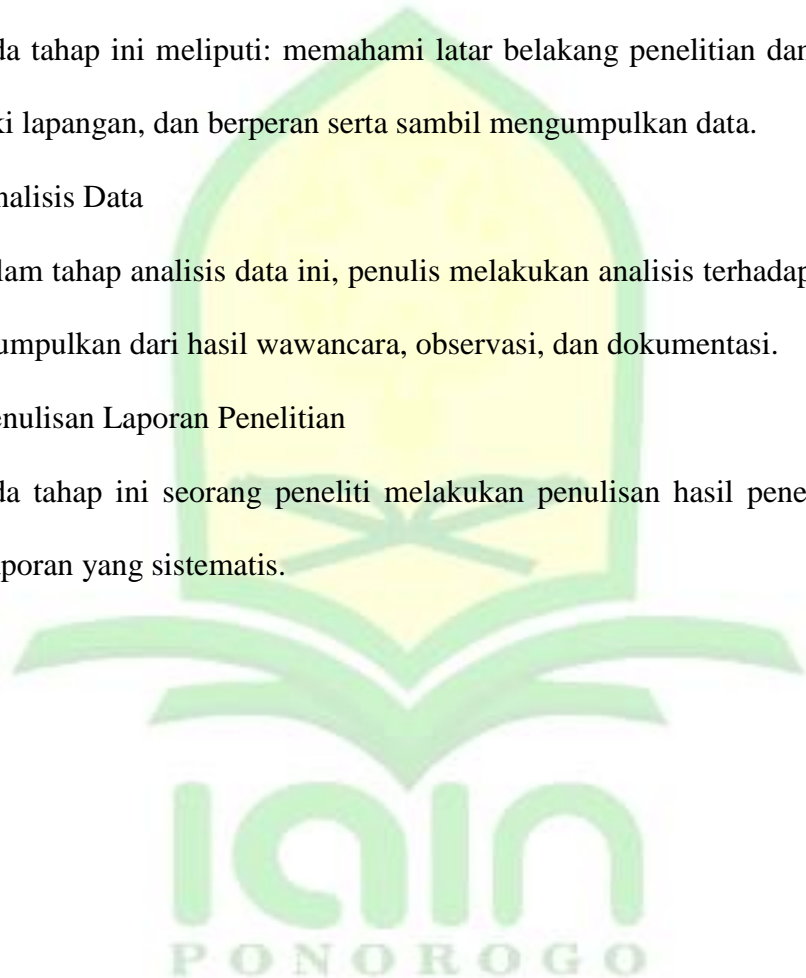 da tahap ini meliputi: memahami latar belakang penelitian dan
ki lapangan, dan berperan serta sambil mengumpulkan data.
nalisis Data
lam tahap analisis data ini, penulis melakukan analisis terhadap
umpulkan dari hasil wawancara, observasi, dan dokumentasi.
enulisan Laporan Penelitian
da tahap ini seorang peneliti melakukan penulisan hasil pene
poran yang sistematis.
iain
PONOROGO